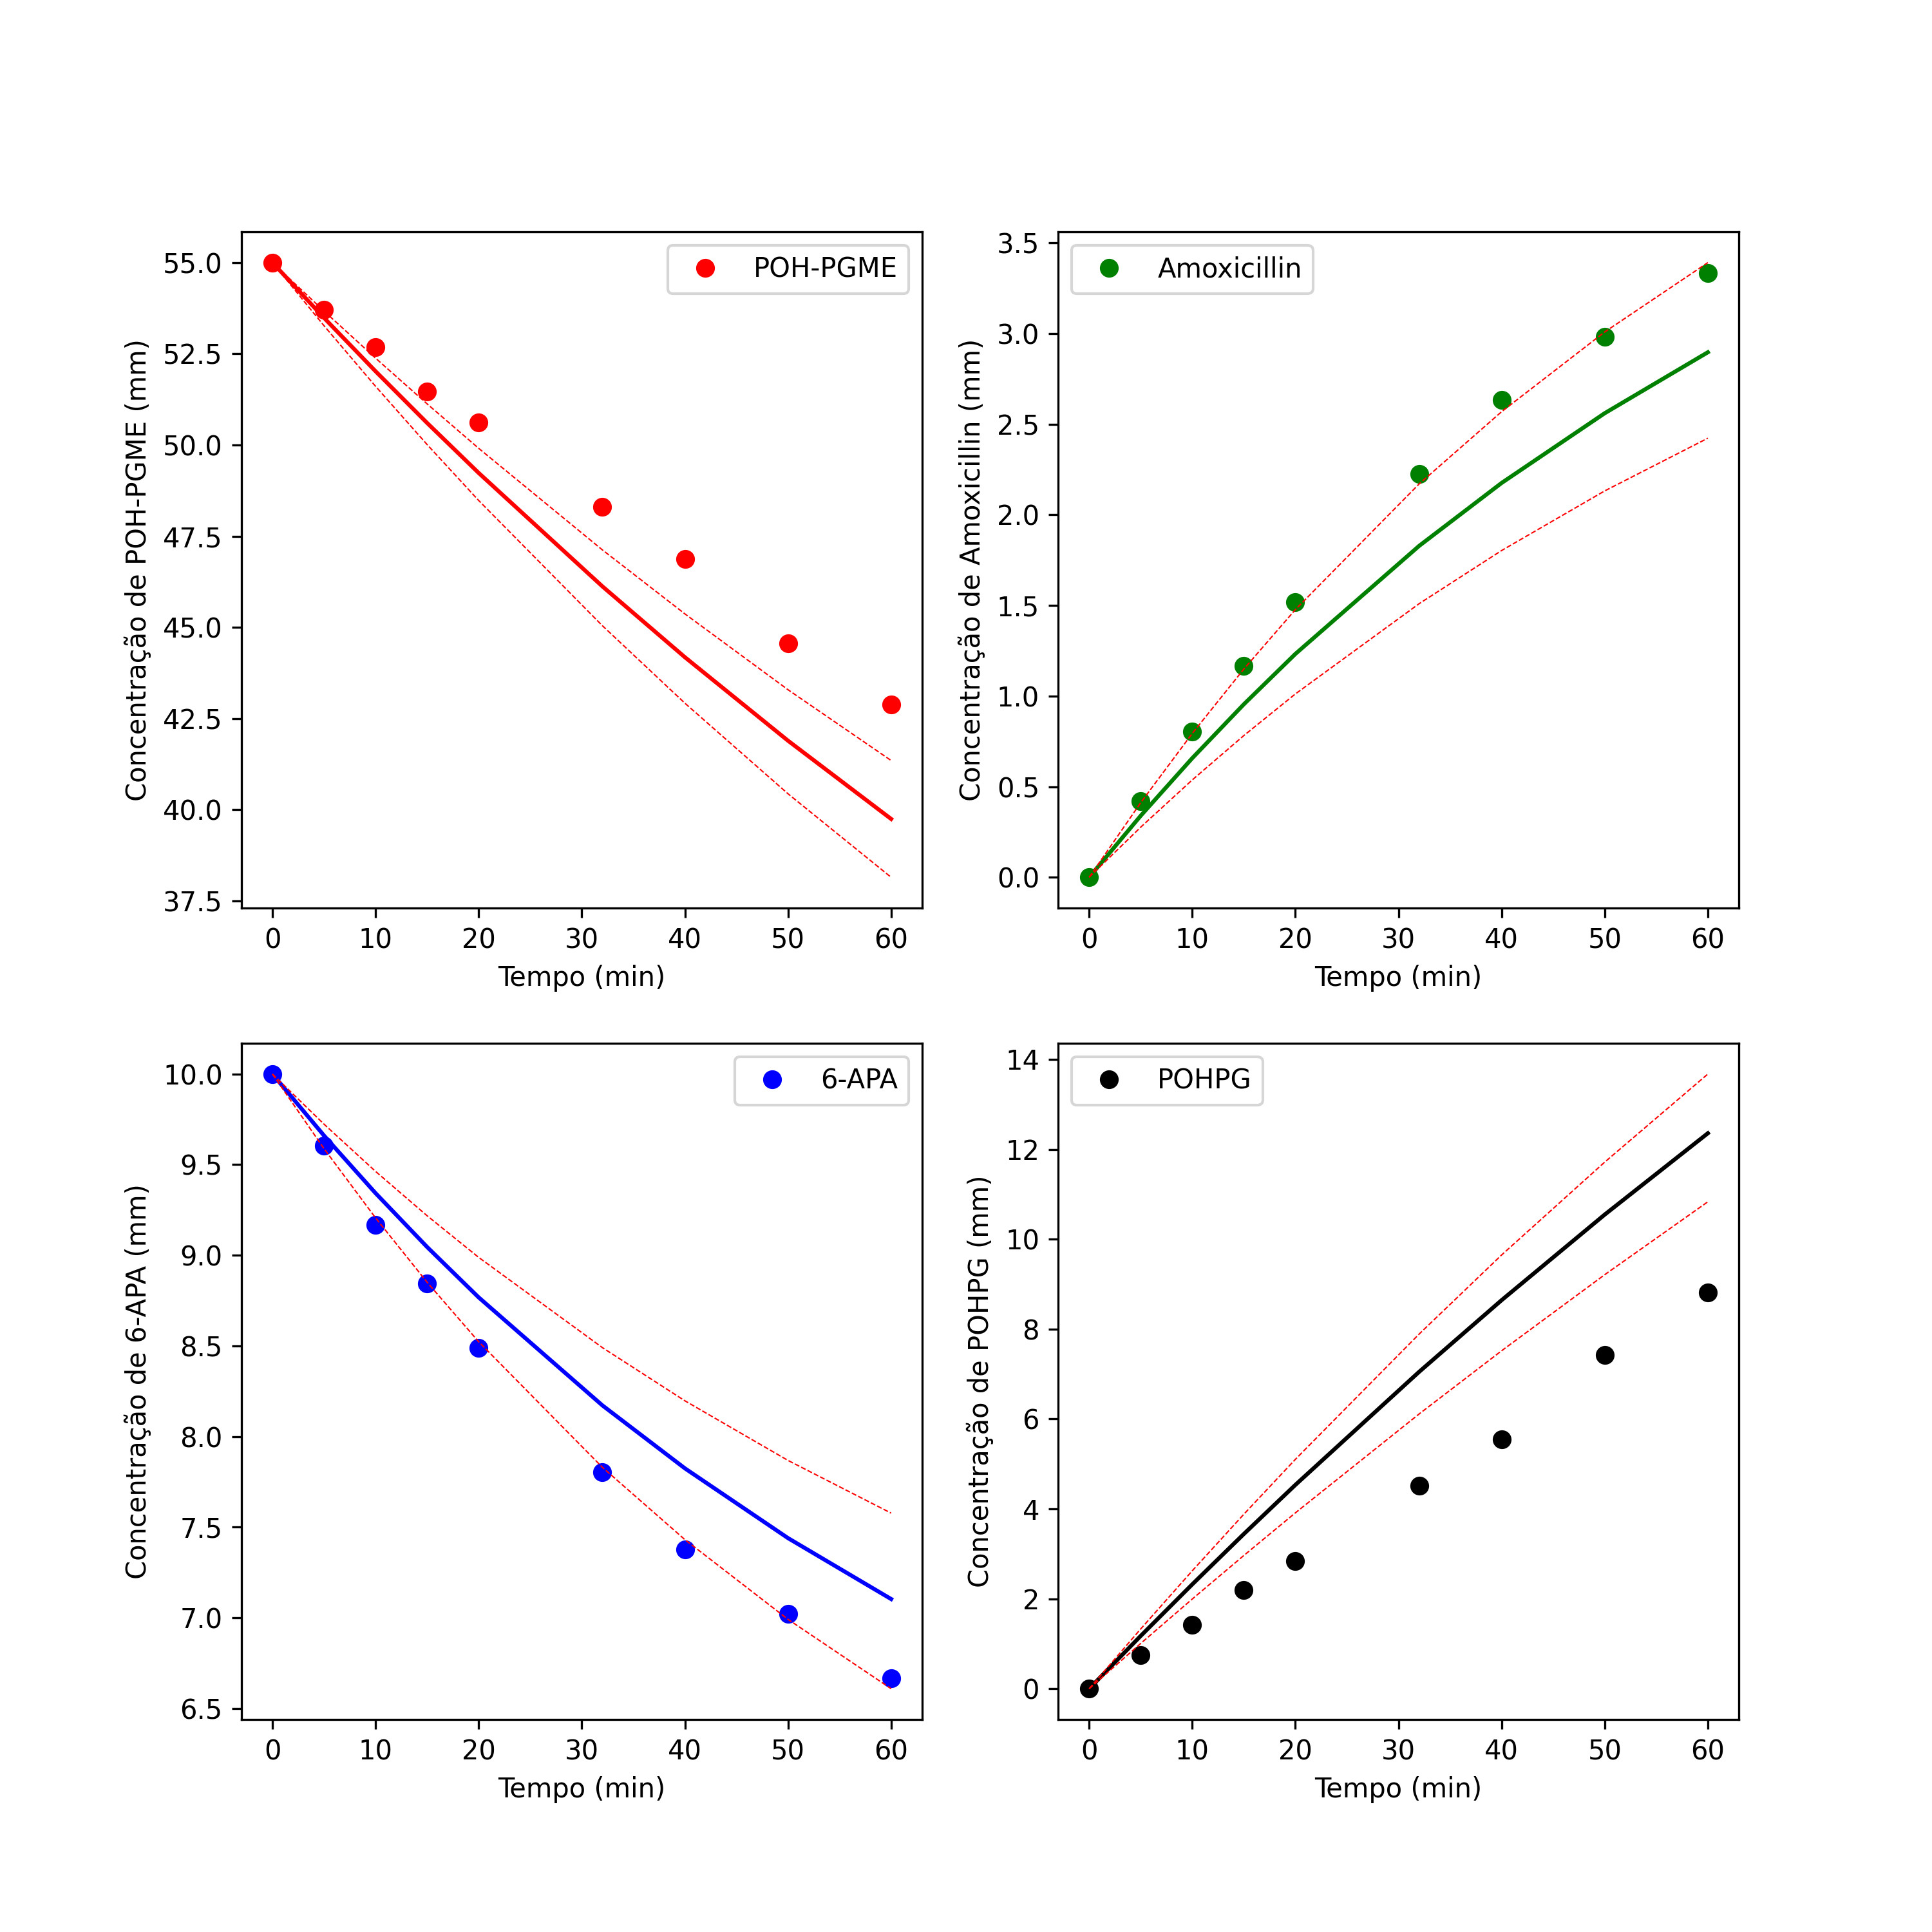 POH-PGME
Concentração de POH-PGME (mm)
55.0
52.5
50.0
47.5
45.0
42.5
40.0
37.5
0 10 20 30 40 50 60
Tempo (min)
Amoxicillin
Concentração de Amoxicillin (mm)
3.5
3.0
2.5
2.0
1.5
1.0
0.5
0.0
0 10 20 30 40 50 60
Tempo (min)
6-APA
Concentração de 6-APA (mm)
10.0
9.5
9.0
8.5
8.0
7.5
7.0
6.5
0 10 20 30 40 50 60
Tempo (min)
POHPG
Concentração de POHPG (mm)
14
12
10
8
6
4
2
0
0 10 20 30 40 50 60
Tempo (min)